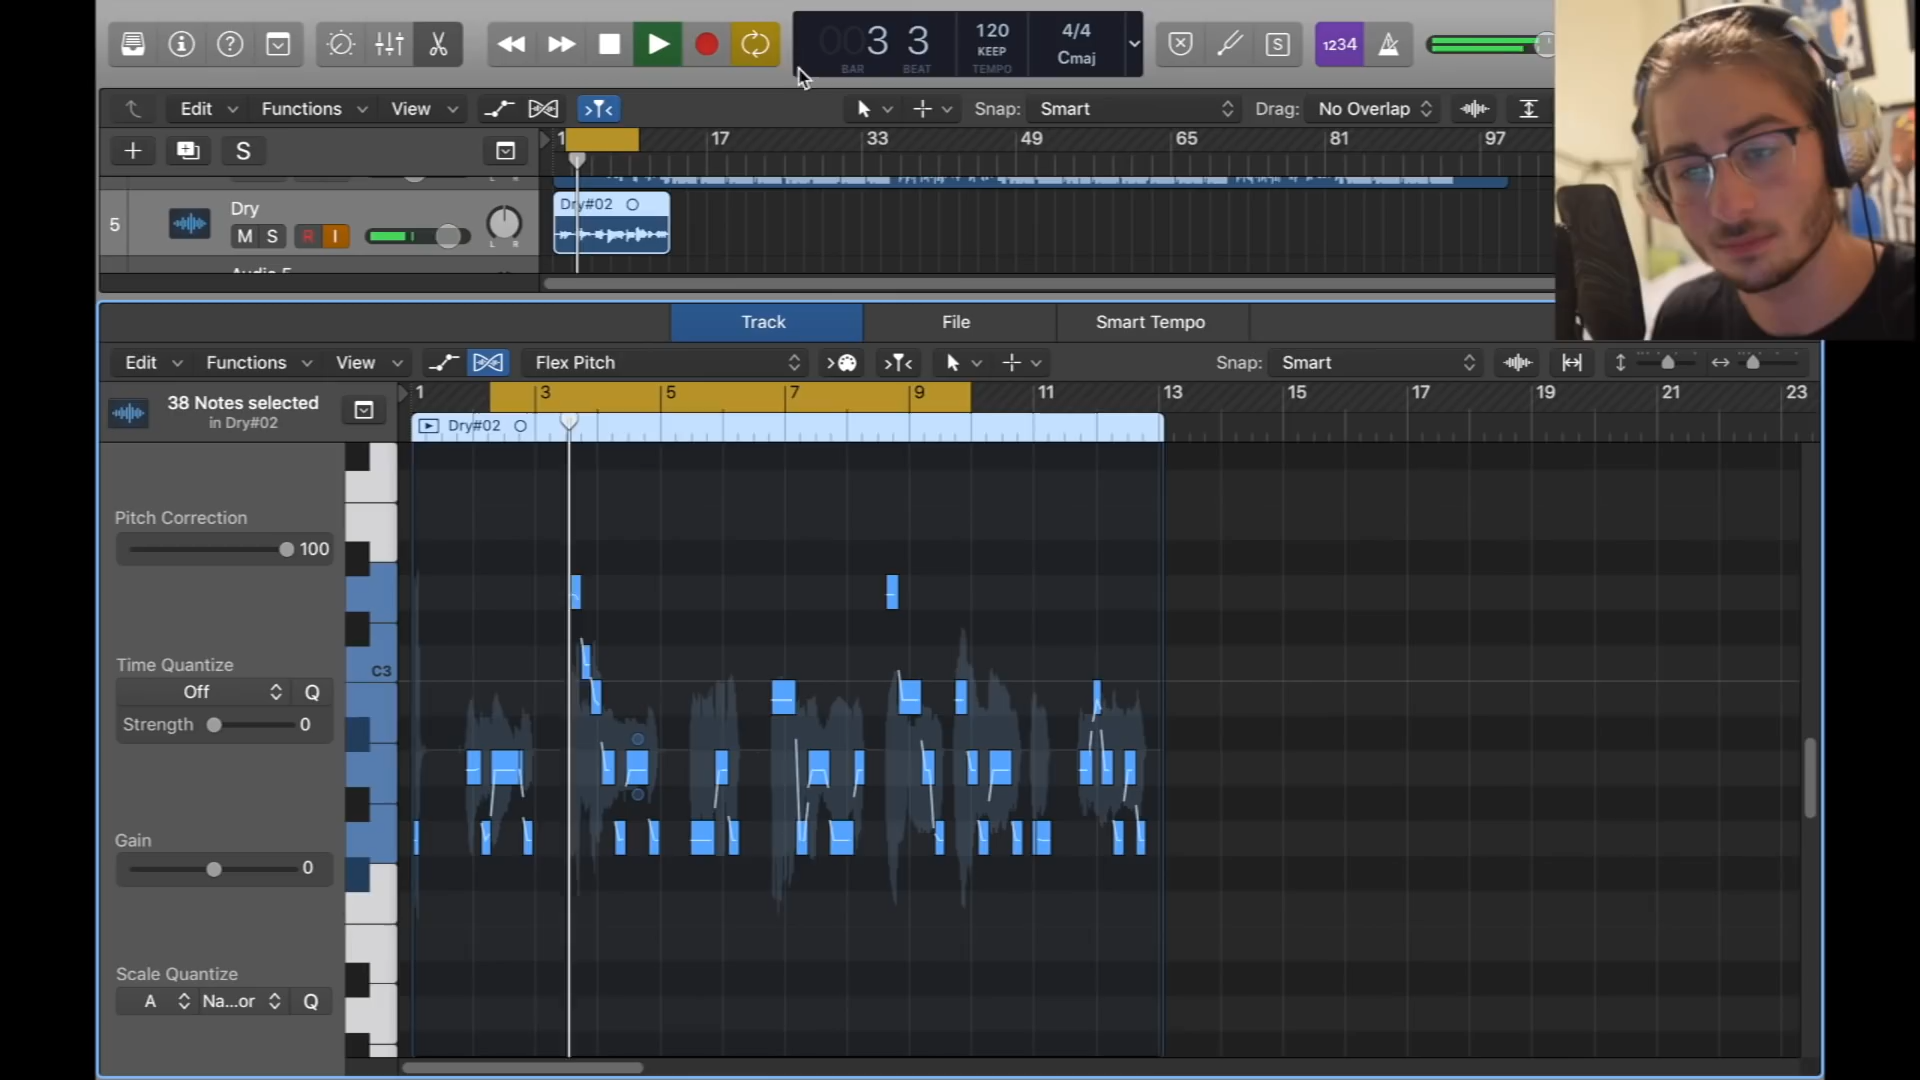 003 3
BAR BEAT
120
KEEP
TEMPO
4/4
Cmaj
S
1234
Edit Functions View
Snap: Smart
Drag: No Overlap
S
1 17 33 49 65 81 97
L R
5
Dry
M S R I
L R
Dry#02
Track File Smart Tempo
Edit Functions View
Flex Pitch
Snap: Smart
38 Notes selected
in Dry#02
1 3 5 7 9 11 13 15 17 19 21 23
Dry#02
Pitch Correction
100
C3
Time Quantize
Off Q
Strength 0
Gain
0
Scale Quantize
A Na...or Q